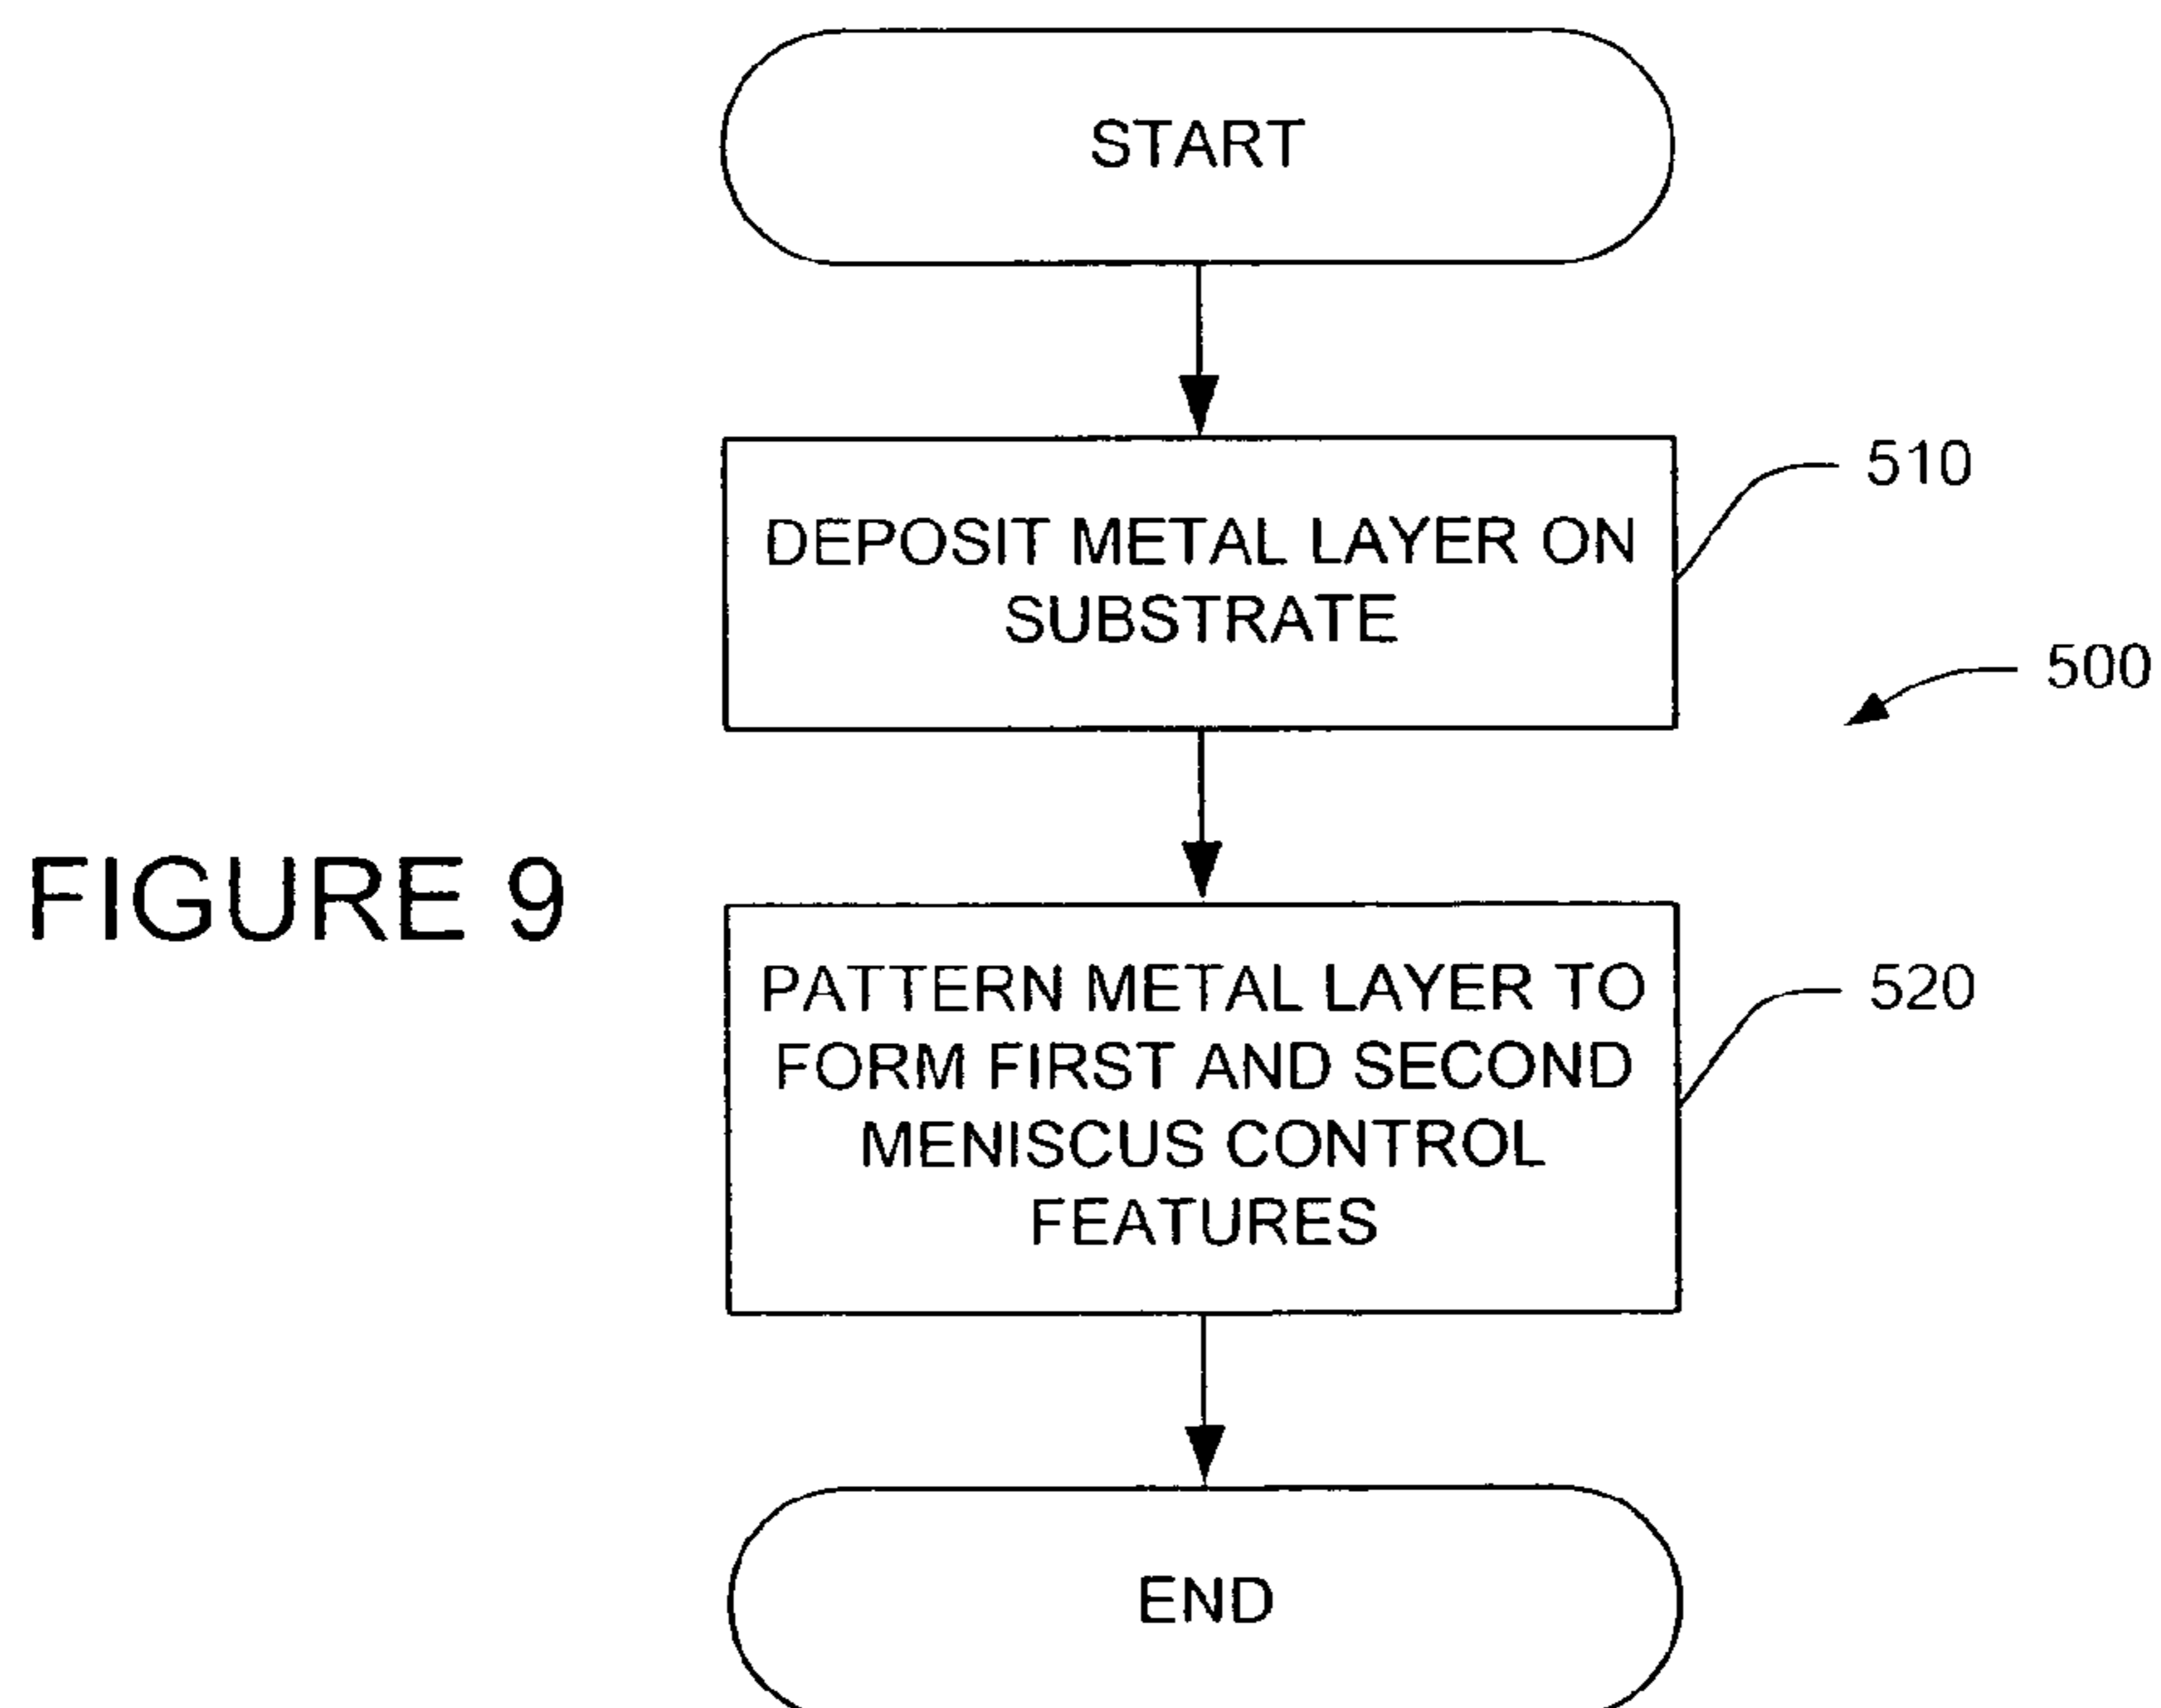 START
DEPOSIT METAL LAYER ON
SUBSTRATE
510
500
FIGURE 9
PATTERN METAL LAYER TO
FORM FIRST AND SECOND
MENISCUS CONTROL
FEATURES
520
END